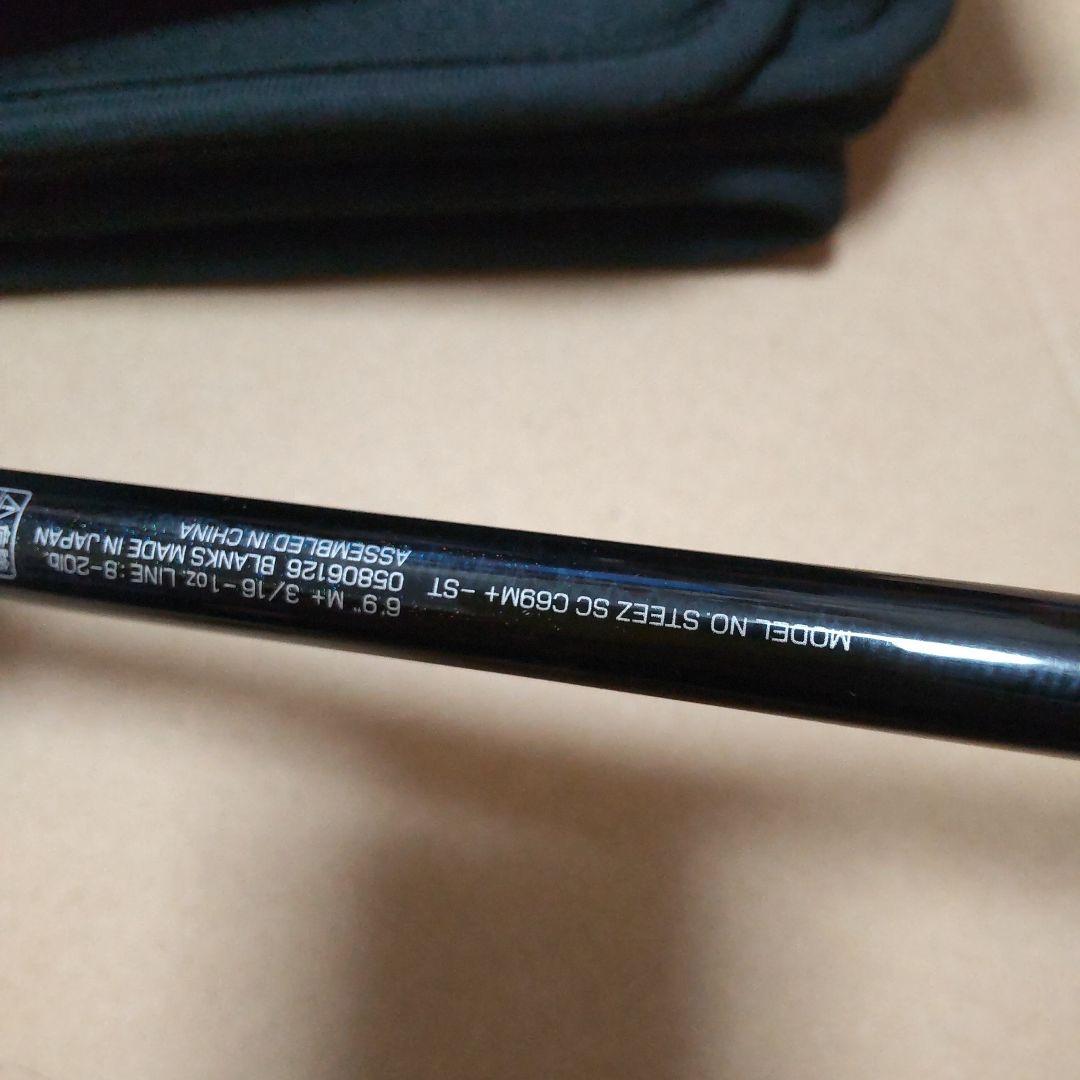 MODEL NO. STEEZ SC C69M+ -ST
6'9" M+ 3/16-1oz LINE:8-20lb
05806126 BLANKS MADE IN JAPAN
ASSEMBLED IN CHINA